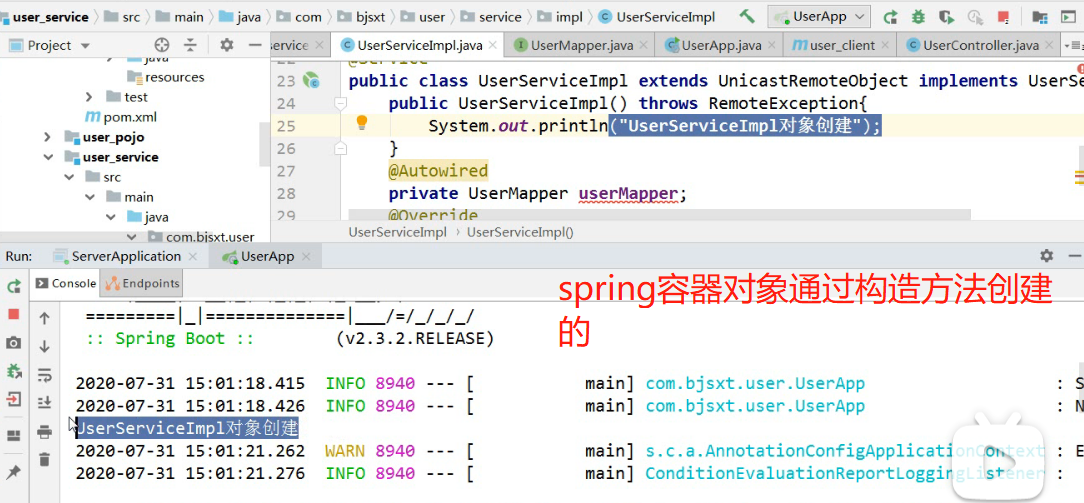 user_service src main java com bjsxt user service impl UserServiceImpl UserApp
Project service UserServiceImpl.java UserMapper.java UserApp.java user_client UserController.java
java
resources
test
pom.xml
user_pojo
user_service
src
main
java
com.bjsxt.user
22 @Service
23 public class UserServiceImpl extends UnicastRemoteObject implements UserS
24 public UserServiceImpl() throws RemoteException{
25 System.out.println("UserServiceImpl对象创建");
26 }
27 @Autowired
28 private UserMapper userMapper;
29 @Override
UserServiceImpl › UserServiceImpl()
Run: ServerApplication UserApp
Console Endpoints
spring容器对象通过构造方法创建
的
=========|_|==============|___/=/_/_/_/
:: Spring Boot :: (v2.3.2.RELEASE)
2020-07-31 15:01:18.415 INFO 8940 --- [ main] com.bjsxt.user.UserApp : S
2020-07-31 15:01:18.426 INFO 8940 --- [ main] com.bjsxt.user.UserApp : N
UserServiceImpl对象创建
2020-07-31 15:01:21.262 WARN 8940 --- [ main] s.c.a.AnnotationConfigApplicationContext : E
2020-07-31 15:01:21.276 INFO 8940 --- [ main] ConditionEvaluationReportLoggingListener :